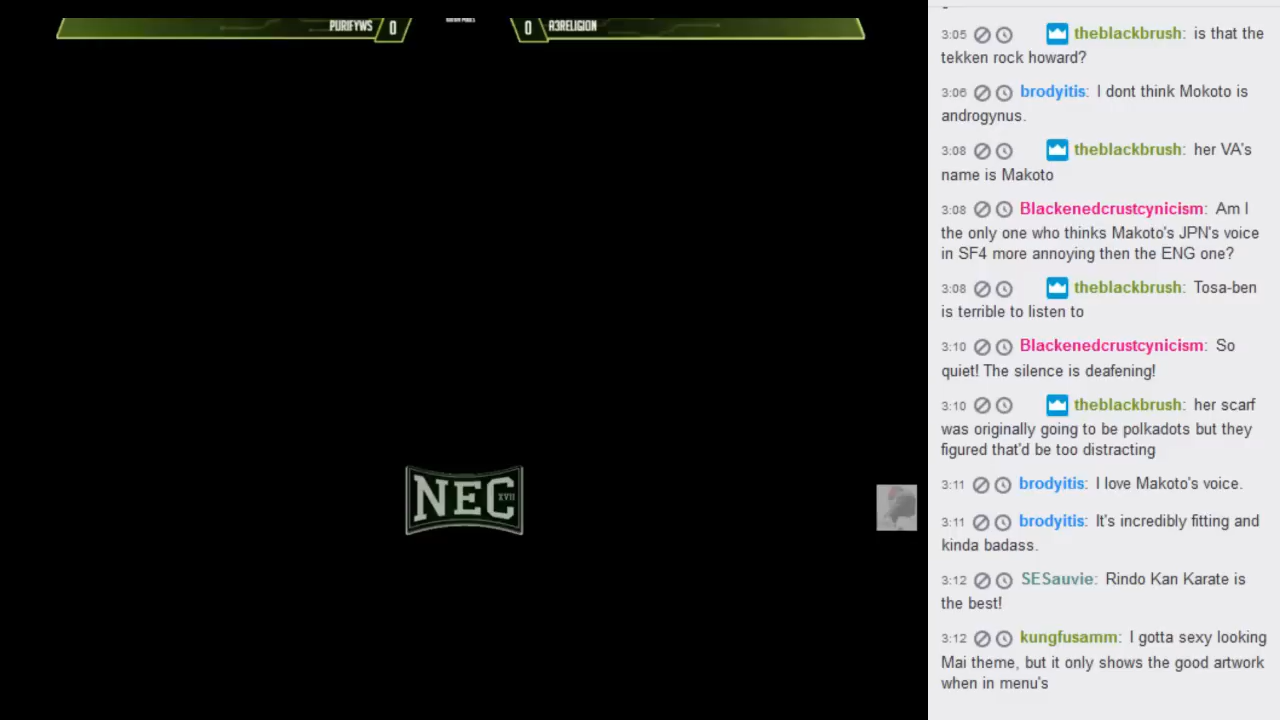 PURIFYWS 0
0 A3RELIGION
NEC XVII
3:05 theblackbrush: is that the
tekken rock howard?
3:06 brodyitis: I dont think Mokoto is
androgynus.
3:08 theblackbrush: her VA's
name is Makoto
3:08 Blackenedcrustcynicism: Am I
the only one who thinks Makoto's JPN's voice
in SF4 more annoying then the ENG one?
3:08 theblackbrush: Tosa-ben
is terrible to listen to
3:10 Blackenedcrustcynicism: So
quiet! The silence is deafening!
3:10 theblackbrush: her scarf
was originally going to be polkadots but they
figured that'd be too distracting
3:11 brodyitis: I love Makoto's voice.
3:11 brodyitis: It's incredibly fitting and
kinda badass.
3:12 SESauvie: Rindo Kan Karate is
the best!
3:12 kungfusamm: I gotta sexy looking
Mai theme, but it only shows the good artwork
when in menu's